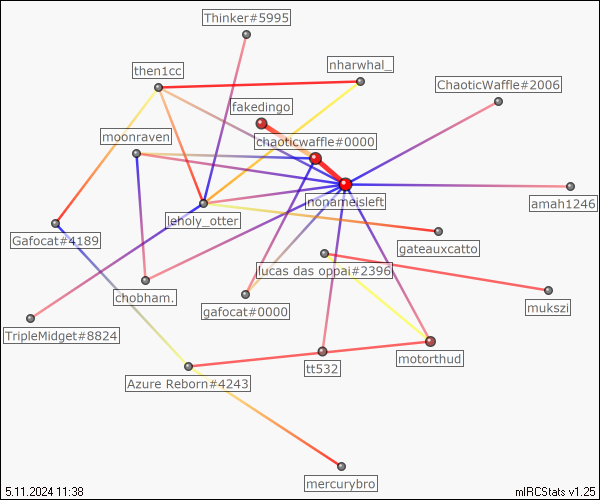 Thinker#5995
nharwhal_
then1cc
ChaoticWaffle#2006
fakedingo
moonraven
chaoticwaffle#0000
nonameisleft
amah1246
leholy_otter
Gafocat#4189
gateauxcatto
lucas das oppai#2396
chobham.
gafocat#0000
mukszi
TripleMidget#8824
motorthud
tt532
Azure Reborn#4243
mercurybro
5.11.2024 11:38
mIRCStats v1.25